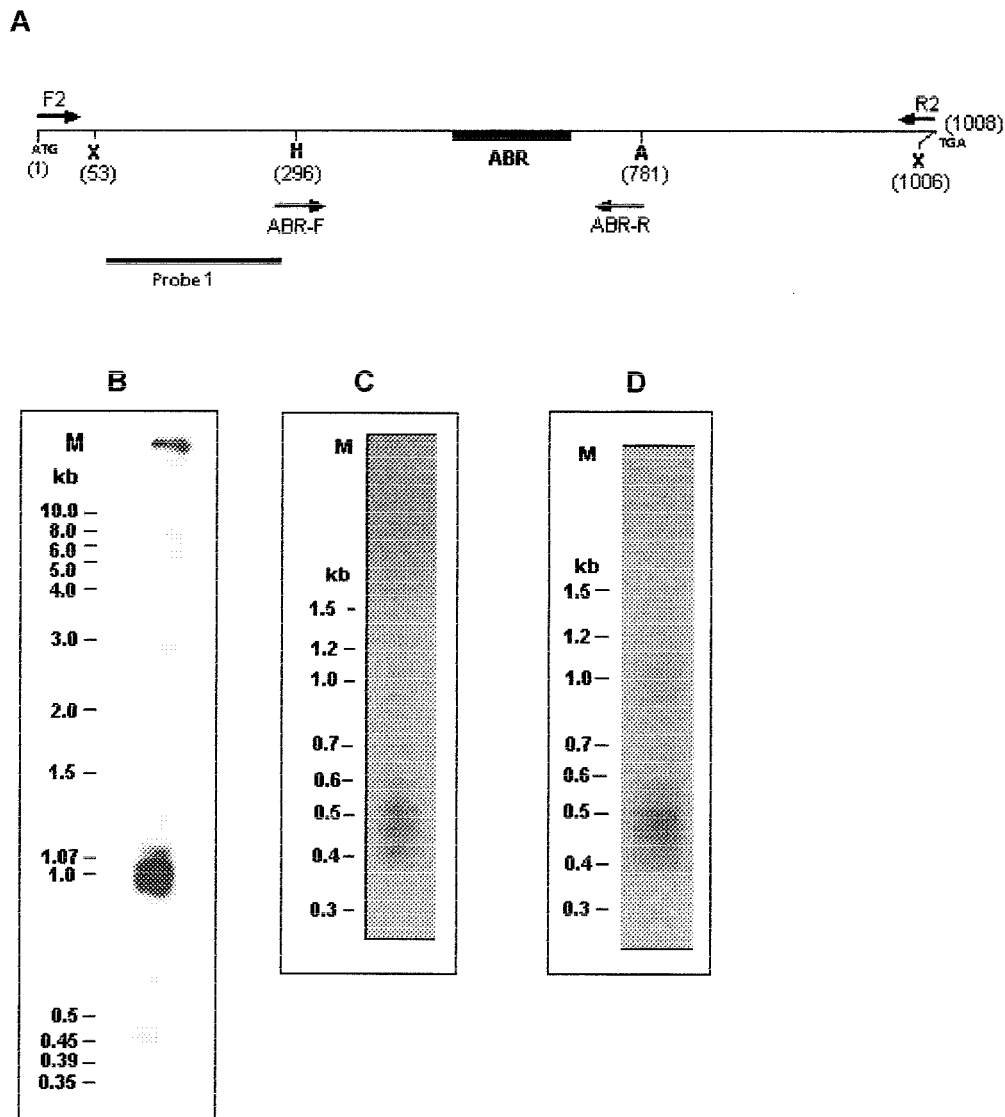 A
F2
R2
(1008)
ATG
(1)
X
(53)
H
(296)
ABR
A
(781)
TGA
X
(1006)
ABR-F
ABR-R
Probe 1
B
M
kb
10.0
8.0
6.0
5.0
4.0
3.0
2.0
1.5
1.07
1.0
0.5
0.45
0.39
0.35
C
M
kb
1.5
1.2
1.0
0.7
0.6
0.5
0.4
0.3
D
M
kb
1.5
1.2
1.0
0.7
0.6
0.5
0.4
0.3